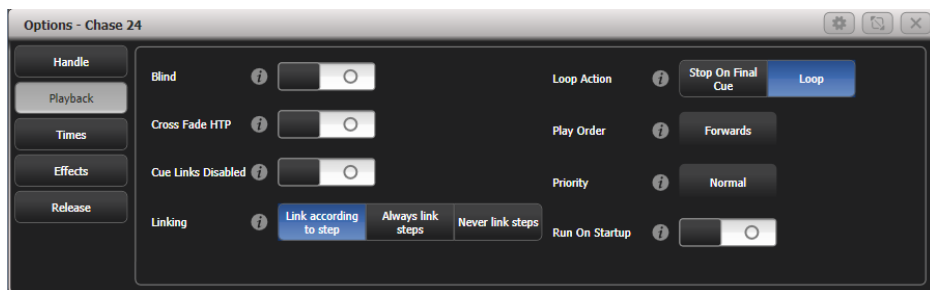 Options - Chase 24
Handle
Playback
Times
Effects
Release
Blind
Cross Fade HTP
Cue Links Disabled
Linking
Link according
to step
Always link
steps
Never link steps
Loop Action
Stop On Final
Cue
Loop
Play Order
Forwards
Priority
Normal
Run On Startup